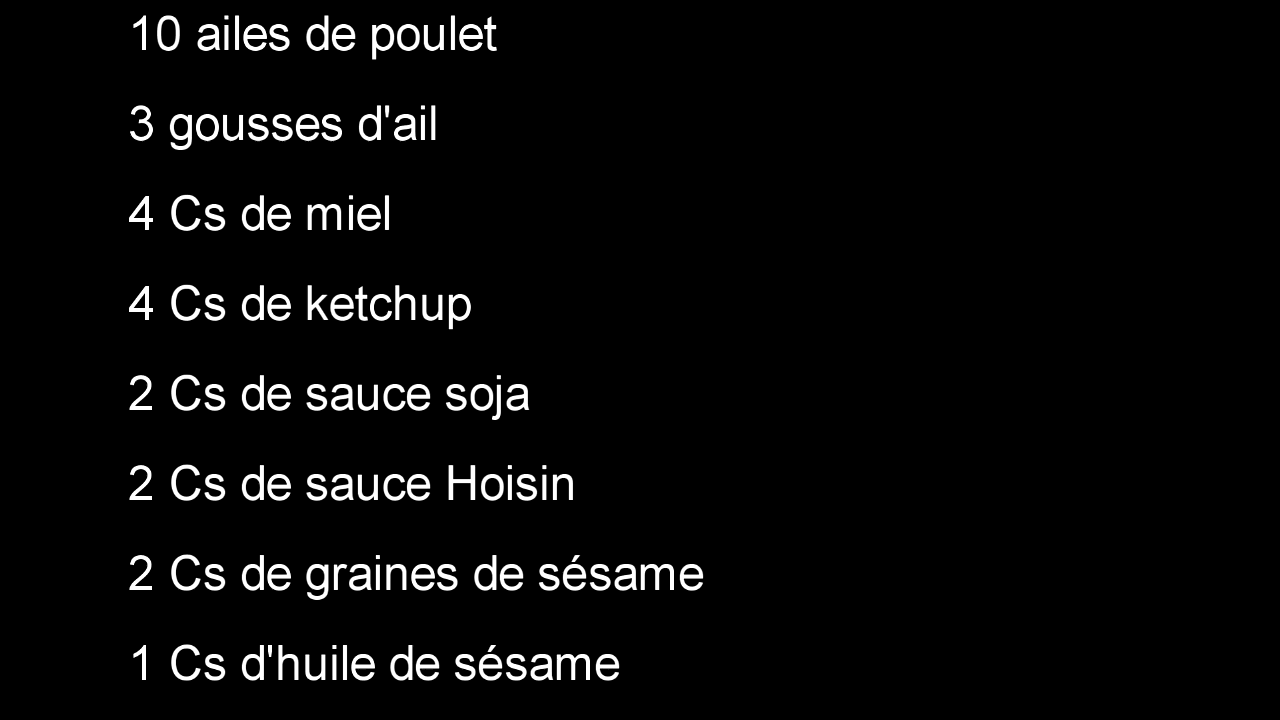 10 ailes de poulet
3 gousses d'ail
4 Cs de miel
4 Cs de ketchup
2 Cs de sauce soja
2 Cs de sauce Hoisin
2 Cs de graines de sésame
1 Cs d'huile de sésame